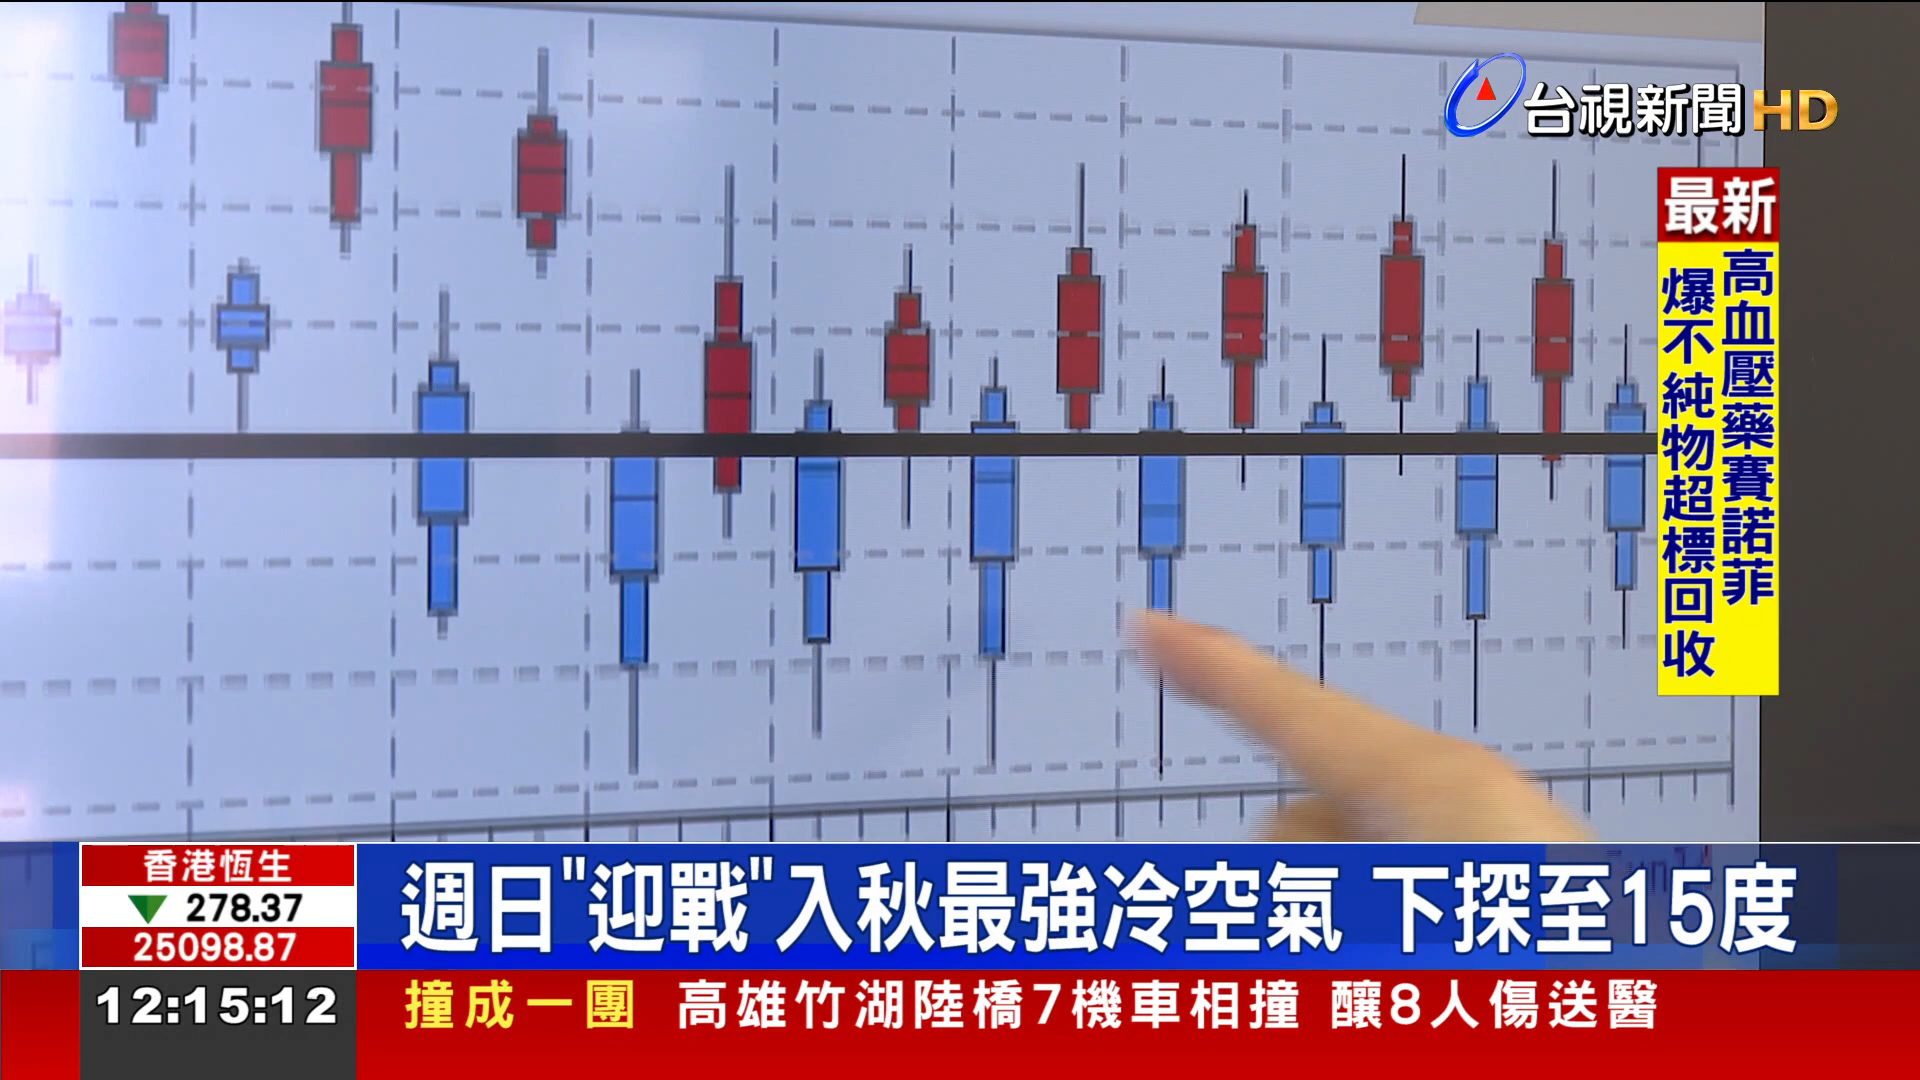 台視新聞HD
最新
高血壓藥賽諾菲
爆不純物超標回收
香港恆生
▼278.37
25098.87
週日"迎戰"入秋最強冷空氣 下探至15度
12:15:12
撞成一團 高雄竹湖陸橋7機車相撞 釀8人傷送醫